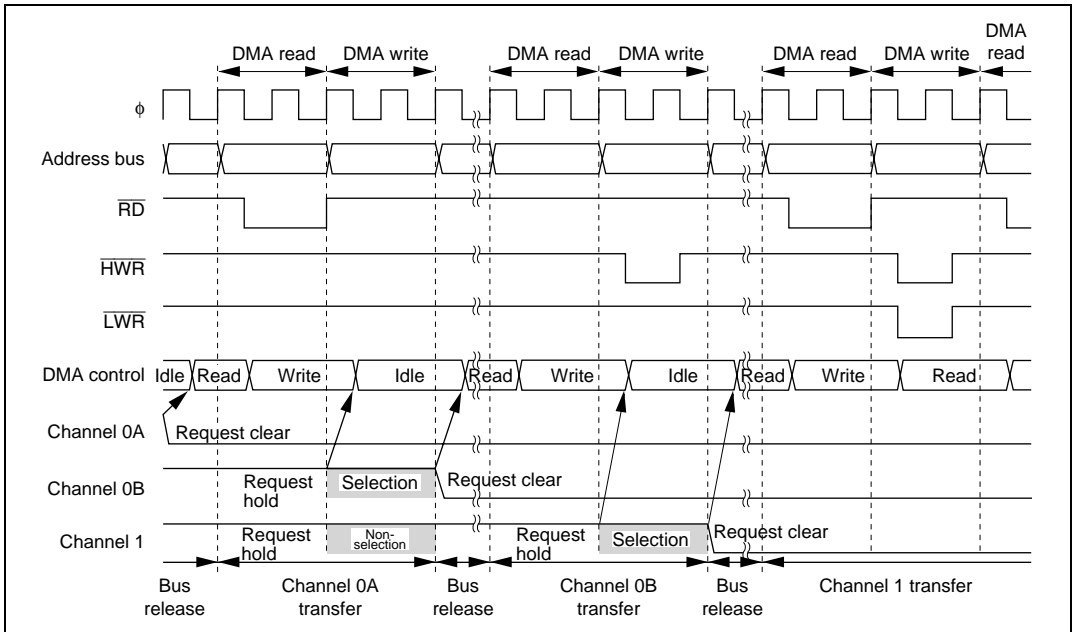 DMA
read
DMA read DMA write DMA read DMA write DMA read DMA write
ϕ
Address bus
RD
HWR
LWR
DMA control Idle Read Write Idle Read Write Idle Read Write Read
Channel 0A Request clear
Channel 0B Request hold Selection Request clear
Channel 1 Request hold Non-selection Request hold Selection Request clear
Bus release Channel 0A transfer Bus release Channel 0B transfer Bus release Channel 1 transfer